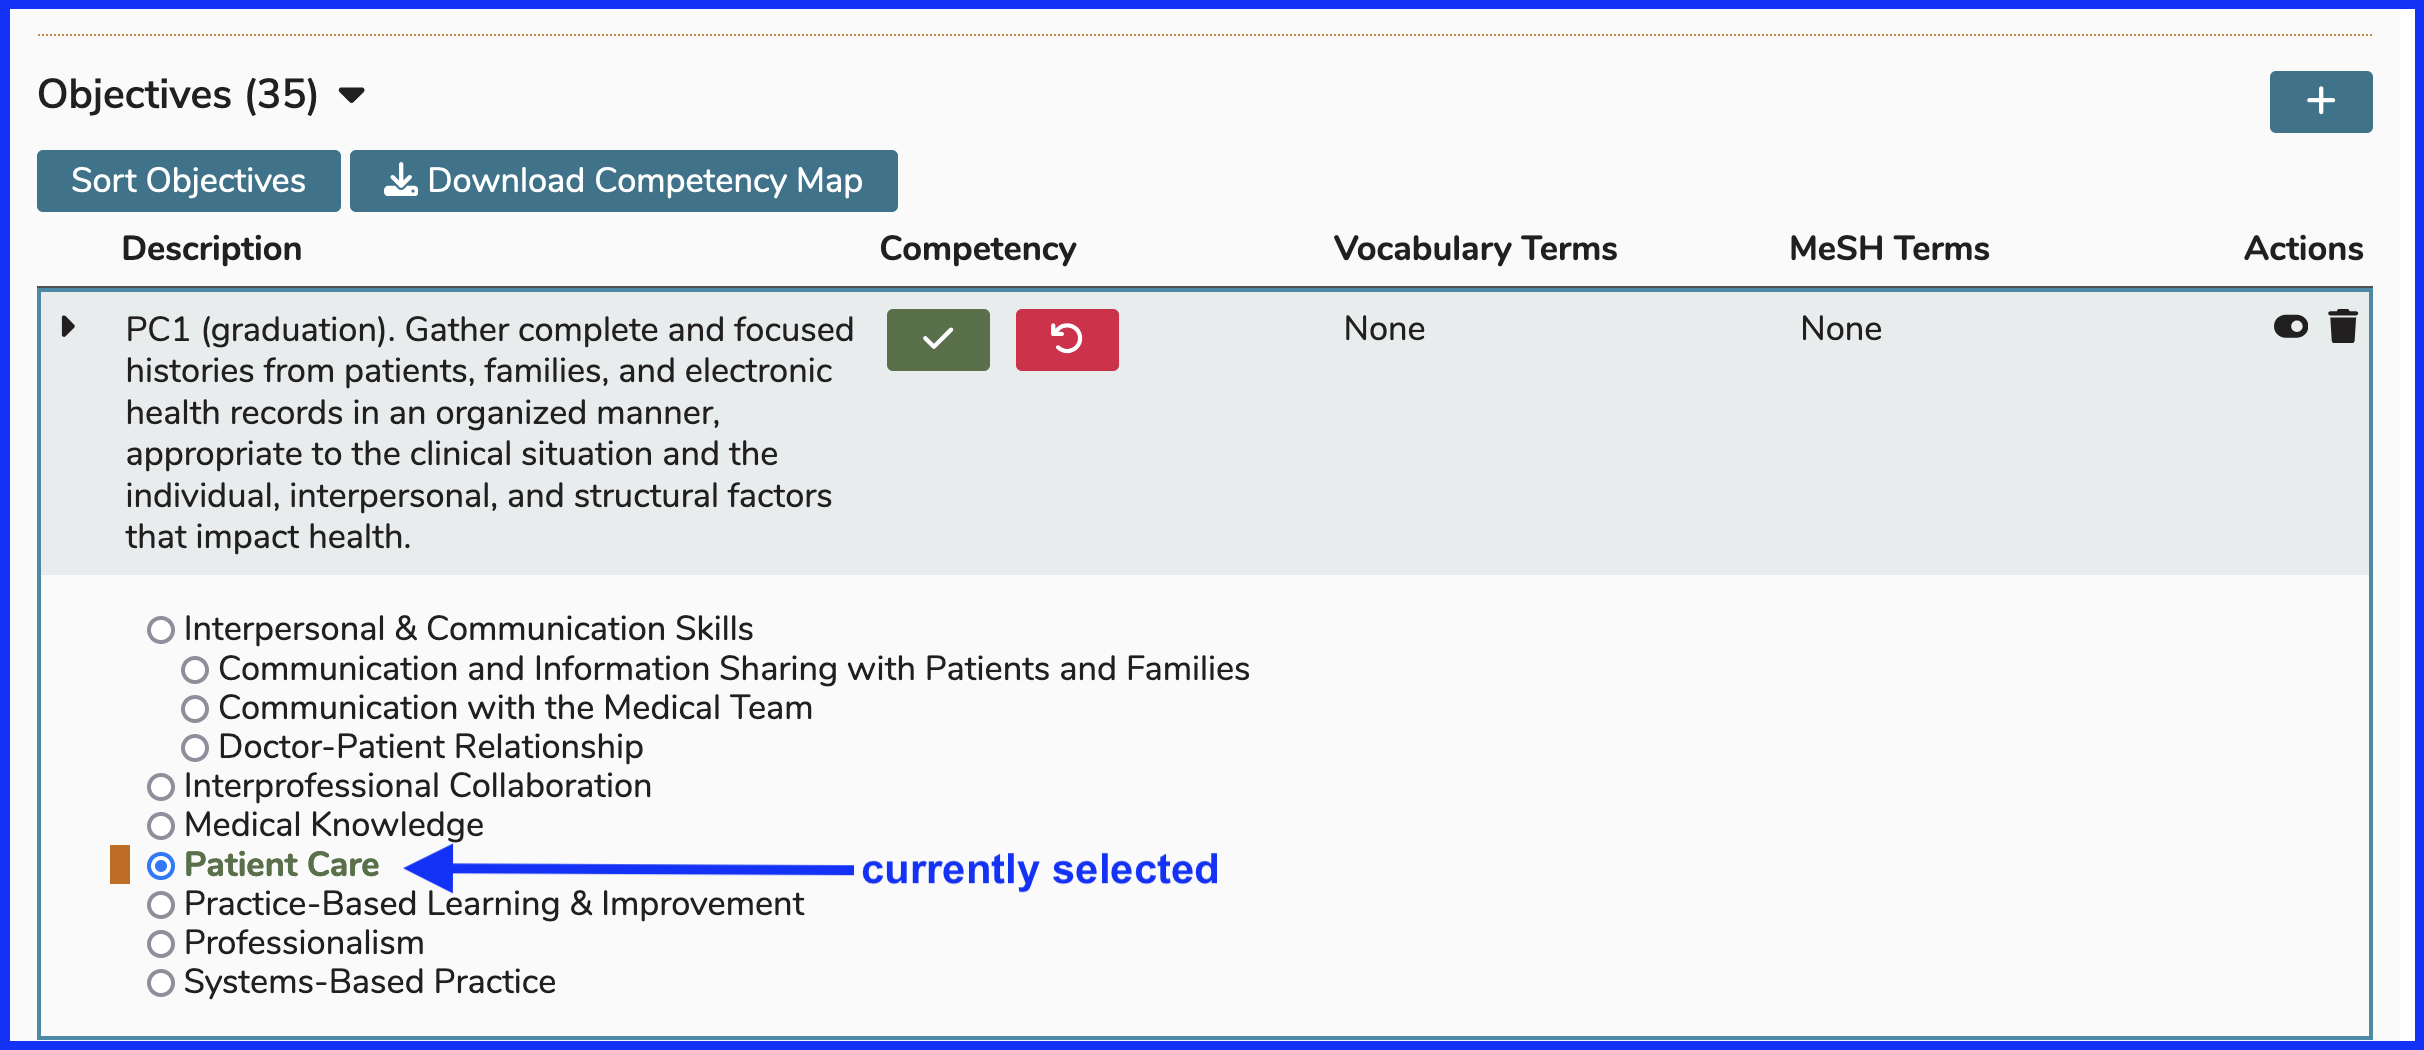 Objectives (35)
Sort Objectives
Download Competency Map
Description
Competency
Vocabulary Terms
MeSH Terms
Actions
PC1 (graduation). Gather complete and focused
histories from patients, families, and electronic
health records in an organized manner,
appropriate to the clinical situation and the
individual, interpersonal, and structural factors
that impact health.
None
None
Interpersonal & Communication Skills
Communication and Information Sharing with Patients and Families
Communication with the Medical Team
Doctor-Patient Relationship
Interprofessional Collaboration
Medical Knowledge
Patient Care
currently selected
Practice-Based Learning & Improvement
Professionalism
Systems-Based Practice